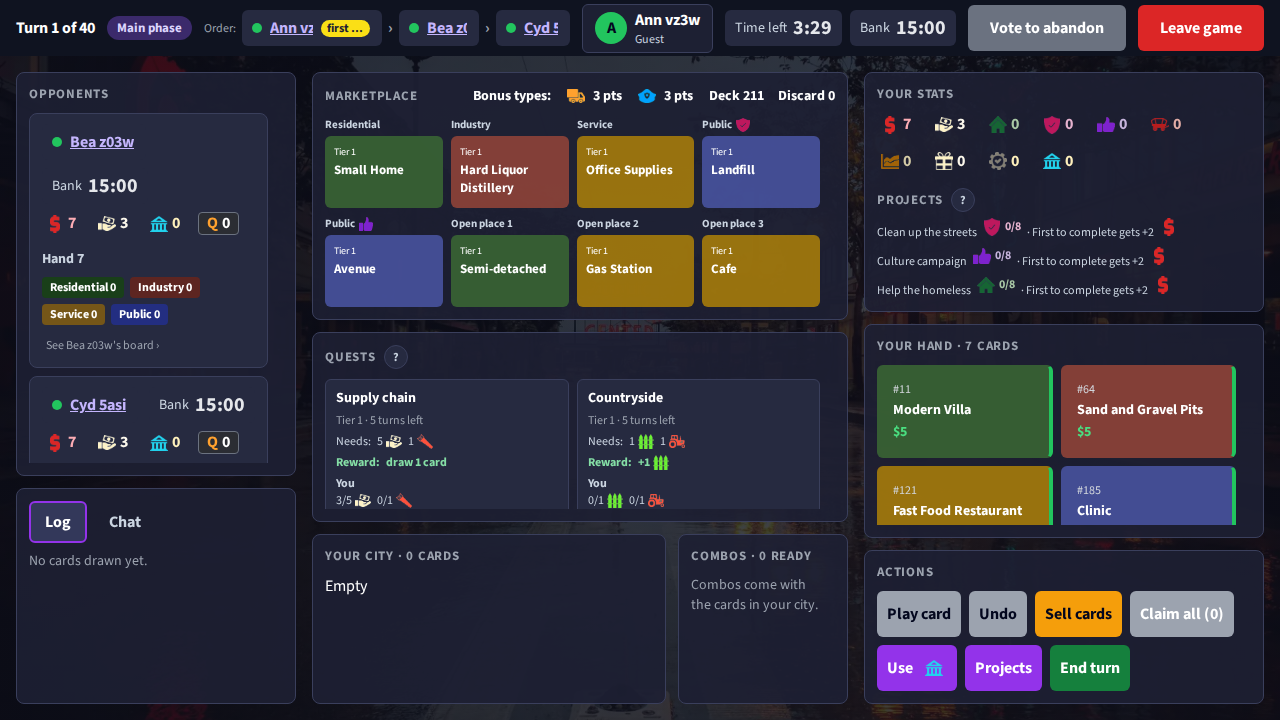 Turn 1 of 40 Main phase Order: Ann vz first ... › Bea z0 › Cyd 5 A Ann vz3w Guest Time left 3:29 Bank 15:00 Vote to abandon Leave game
OPPONENTS
Bea z03w
Bank 15:00
7 3 0 Q 0
Hand 7
Residential 0 Industry 0
Service 0 Public 0
See Bea z03w's board ›
Cyd 5asi Bank 15:00
7 3 0 Q 0
Log Chat
No cards drawn yet.
MARKETPLACE Bonus types: 3 pts 3 pts Deck 211 Discard 0
Residential Industry Service Public
Tier 1 Tier 1 Tier 1 Tier 1
Small Home Hard Liquor Distillery Office Supplies Landfill
Public Open place 1 Open place 2 Open place 3
Tier 1 Tier 1 Tier 1 Tier 1
Avenue Semi-detached Gas Station Cafe
QUESTS ?
Supply chain
Tier 1 · 5 turns left
Needs: 5 1
Reward: draw 1 card
You
3/5 0/1
Countryside
Tier 1 · 5 turns left
Needs: 1 1
Reward: +1
You
0/1 0/1
YOUR CITY · 0 CARDS
Empty
COMBOS · 0 READY
Combos come with
the cards in your city.
YOUR STATS
7 3 0 0 0 0
0 0 0 0
PROJECTS ?
Clean up the streets 0/8 · First to complete gets +2
Culture campaign 0/8 · First to complete gets +2
Help the homeless 0/8 · First to complete gets +2
YOUR HAND · 7 CARDS
#11
Modern Villa
$5
#64
Sand and Gravel Pits
$5
#121
Fast Food Restaurant
#185
Clinic
ACTIONS
Play card Undo Sell cards Claim all (0)
Use Projects End turn